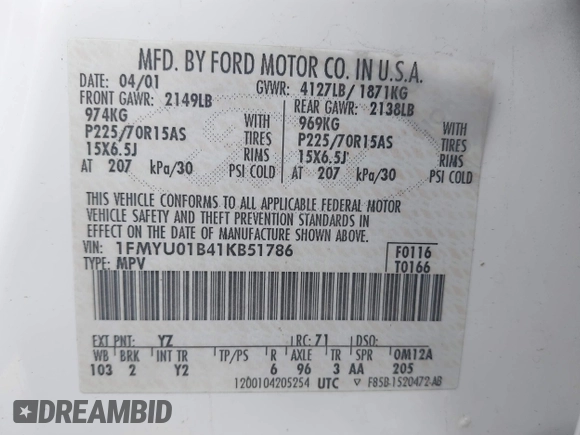 MFD. BY FORD MOTOR CO. IN U.S.A.
DATE: 04/01 GVWR: 4127LB/ 1871KG
FRONT GAWR: 2149LB REAR GAWR: 2138LB
974KG WITH 969KG WITH
P225/70R15AS TIRES P225/70R15AS TIRES
15X6.5J RIMS 15X6.5J RIMS
AT 207 kPa/30 PSI COLD AT 207 kPa/30 PSI COLD
THIS VEHICLE CONFORMS TO ALL APPLICABLE FEDERAL MOTOR
VEHICLE SAFETY AND THEFT PREVENTION STANDARDS IN
EFFECT ON THE DATE OF MANUFACTURE SHOWN ABOVE.
VIN: 1FMYU01B41KB51786 F0116
TYPE: MPV T0166
EXT PNT: YZ RC: 71 DSO:
WB BRK INT TR TP/PS R AXLE TR SPR 0M12A
103 2 Y2 6 96 3 AA 205
1200104205254 UTC F85B-1520472-AB
DREAMBID